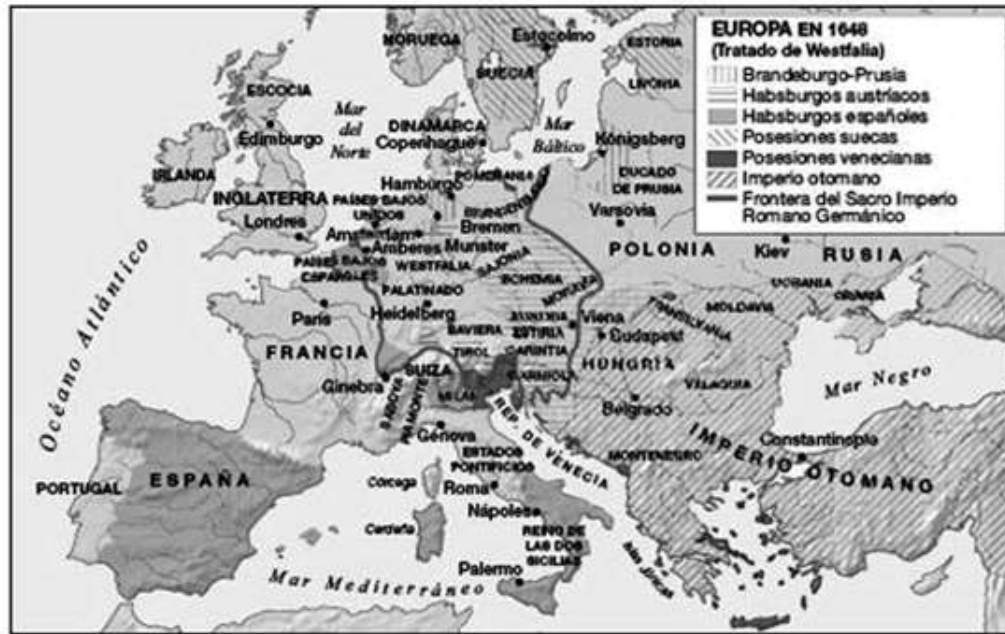 EUROPA EN 1648
(Tratado de Westfalia)
Brandeburgo-Prusia
Habsburgos austríacos
Habsburgos españoles
Posesiones suecas
Posesiones venecianas
Imperio otomano
Frontera del Sacro Imperio
Romano Germánico
NORUEGA
Estocolmo
SUECIA
ESTONIA
LIVONIA
ESCOCIA
Edimburgo
Mar
del
Norte
DINAMARCA
Copenhague
Mar
Báltico
Königsberg
DUCADO
DE PRUSIA
IRLANDA
INGLATERRA
Londres
Hamburgo
POMERANIA
PAÍSES BAJOS
UNIDOS
Amsterdam
Amberes
Bremen
Munster
Varsovia
POLONIA
Kiev
RUSIA
PAÍSES BAJOS
ESPAÑOLES
WESTFALIA
SAJONIA
BOHEMIA
MORAVIA
PALATINADO
Heidelberg
París
Viena
Budapest
TRANSILVANIA
MOLDAVIA
UCRANIA
CRIMEA
FRANCIA
BAVIERA
ESTIRIA
TIROL
CARINTIA
CARNIOLA
HUNGRIA
VALAQUIA
SUIZA
Ginebra
SABOYA
PIAMONTE
MILAN
Génova
REP. DE VENECIA
Belgrado
Mar Negro
Océano Atlántico
ESTADOS
PONTIFICIOS
MONTENEGRO
IMPERIO OTOMANO
Constantinopla
PORTUGAL
ESPAÑA
Córcega
Roma
Nápoles
Cerdeña
REINO DE
LAS DOS
SICILIAS
Palermo
Mar Mediterráneo